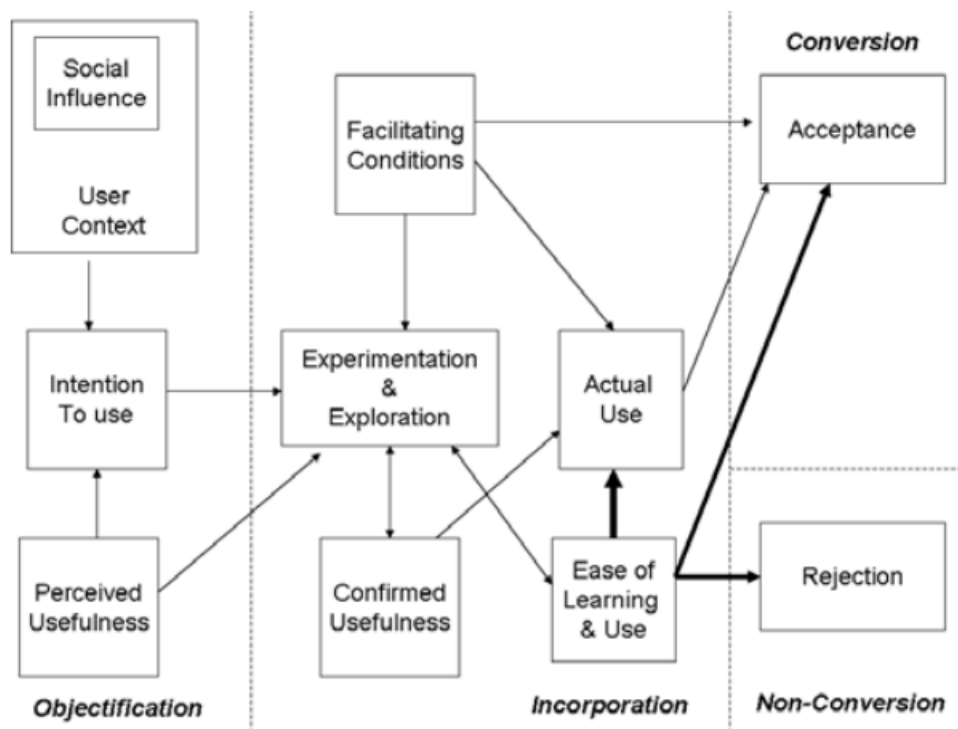 Conversion
Social
Influence
User
Context
Facilitating
Conditions
Acceptance
Intention
To use
Experimentation
&
Exploration
Actual
Use
Perceived
Usefulness
Confirmed
Usefulness
Ease of
Learning
& Use
Rejection
Objectification
Incorporation
Non-Conversion